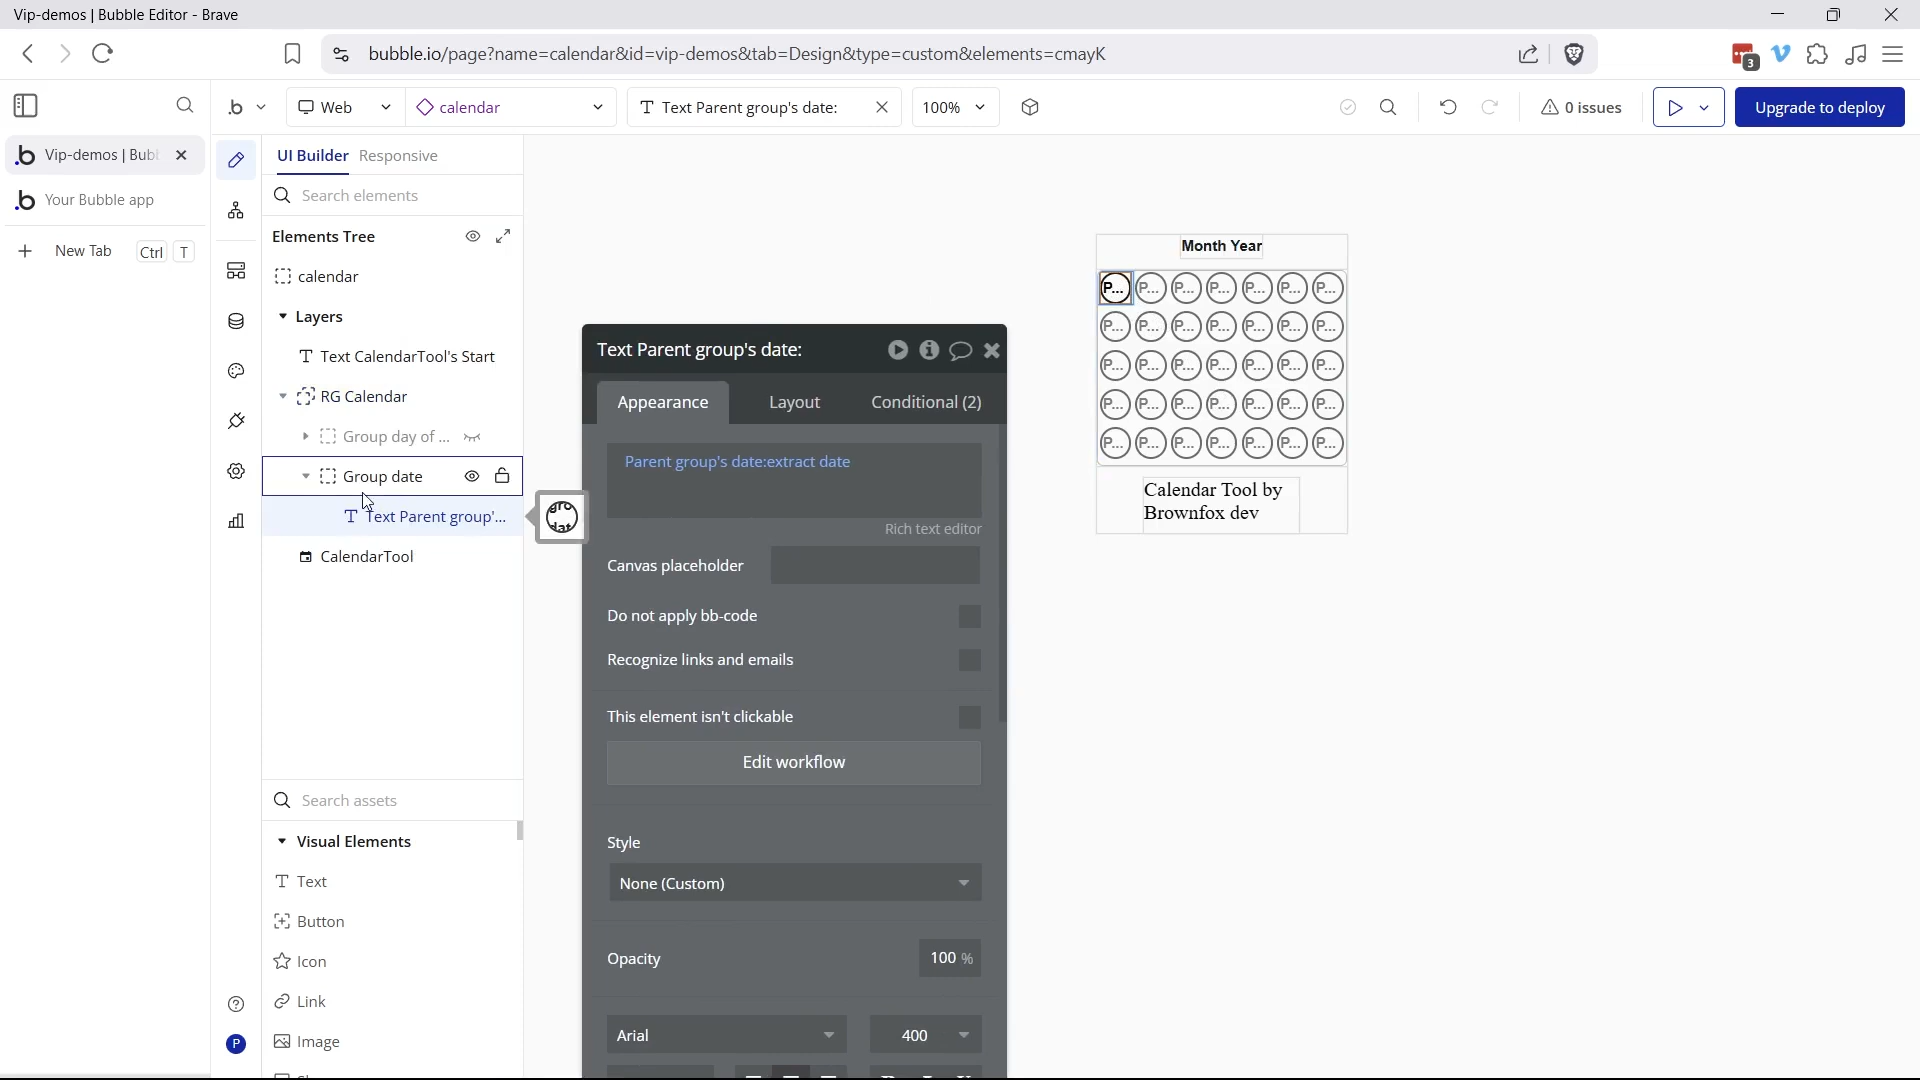 Vip-demos | Bubble Editor - Brave
bubble.io/page?name=calendar&id=vip-demos&tab=Design&type=custom&elements=cmayK
3
Web
calendar
Text Parent group's date:
100%
0 issues
Upgrade to deploy
Vip-demos | Bubb
Your Bubble app
New Tab
Ctrl
T
UI Builder
Responsive
Search elements
Elements Tree
calendar
Layers
Text CalendarTool's Start
RG Calendar
Group day of ...
Group date
Text Parent group'...
CalendarTool
Search assets
Visual Elements
Text
Button
Icon
Link
Image
P
Text Parent group's date:
Appearance
Layout
Conditional (2)
Parent group's date:extract date
Rich text editor
Canvas placeholder
Do not apply bb-code
Recognize links and emails
This element isn't clickable
Edit workflow
Style
None (Custom)
Opacity
100 %
Arial
400
Month Year
P... P... P... P... P... P... P...
P... P... P... P... P... P... P...
P... P... P... P... P... P... P...
P... P... P... P... P... P... P...
P... P... P... P... P... P... P...
Calendar Tool by
Brownfox dev